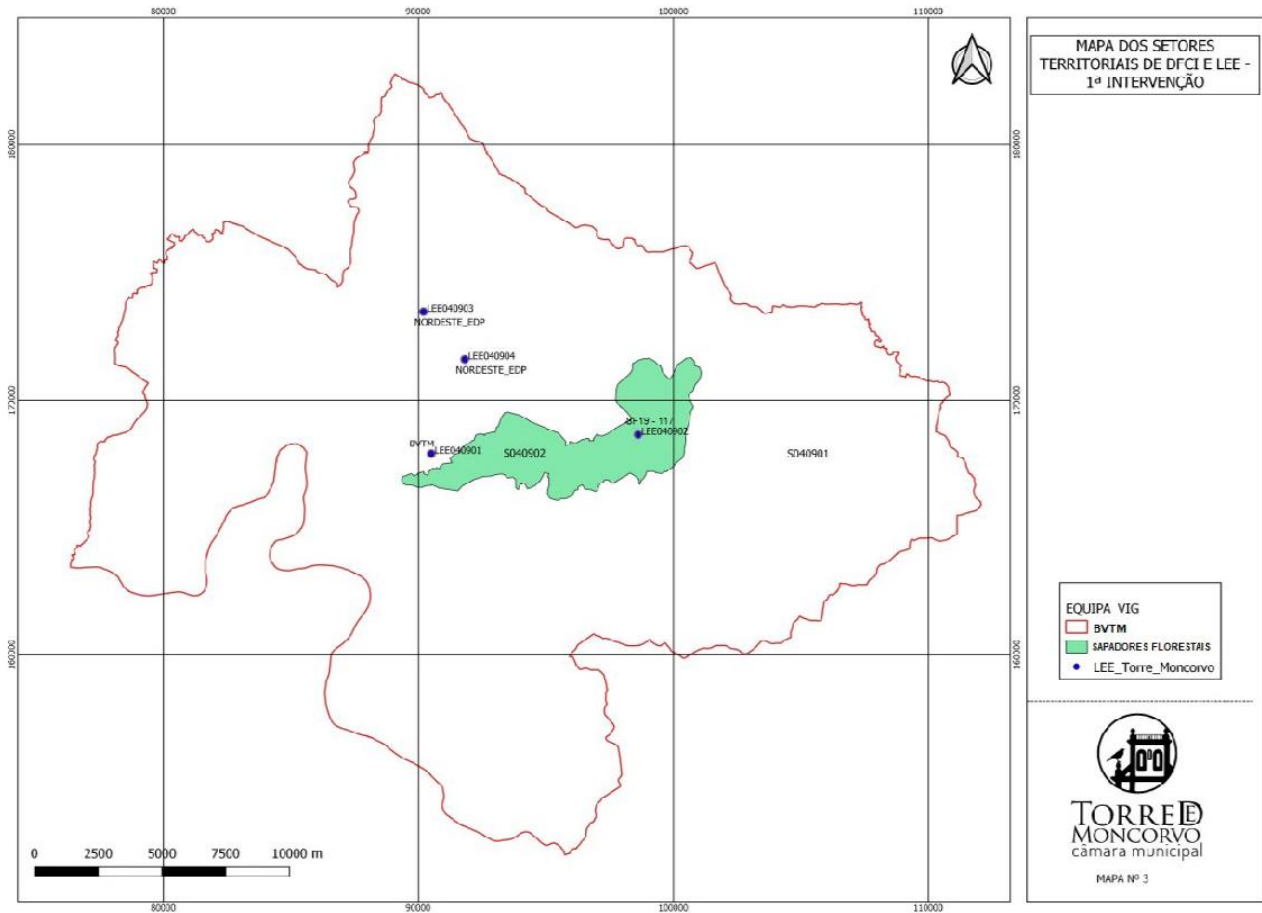 80000
90000
100000
110000
MAPA DOS SETORES
TERRITORIAIS DE DFCI E LEE -
1ª INTERVENÇÃO
180000
180000
LEE040903
NORDESTE_EDP
LEE040904
NORDESTE_EDP
170000
170000
BF19 - 117
LEE040902
BVTM
LEE040901
S040902
S040901
EQUIPA VIG
BVTM
SAPADORES FLORESTAIS
LEE_Torre_Moncorvo
160000
160000
TORRE DE
MONCORVO
câmara municipal
MAPA Nº 3
0 2500 5000 7500 10000 m
80000
90000
100000
110000